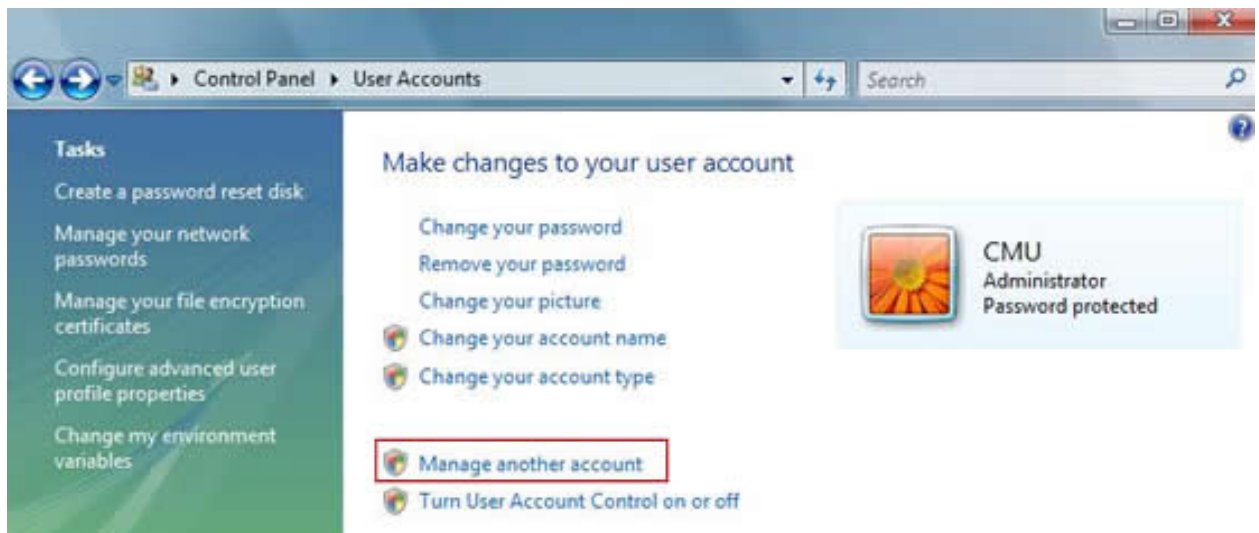 Control Panel
User Accounts
Search
Tasks
Create a password reset disk
Manage your network
passwords
Manage your file encryption
certificates
Configure advanced user
profile properties
Change my environment
variables
Make changes to your user account
Change your password
Remove your password
Change your picture
Change your account name
Change your account type
Manage another account
Turn User Account Control on or off
CMU
Administrator
Password protected